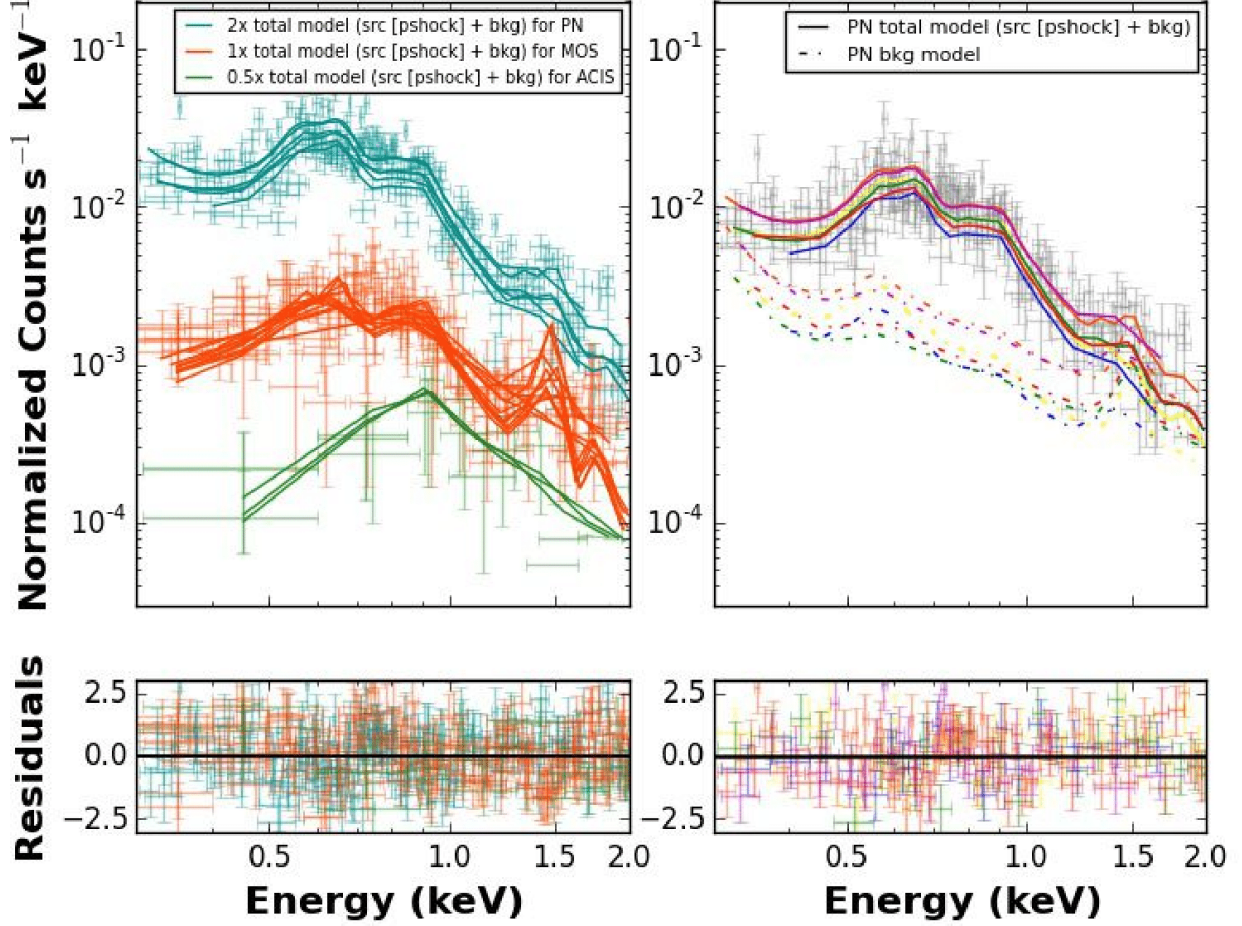 2x total model (src [pshock] + bkg) for PN
1x total model (src [pshock] + bkg) for MOS
0.5x total model (src [pshock] + bkg) for ACIS
PN total model (src [pshock] + bkg)
PN bkg model
Normalized Counts s⁻¹ keV⁻¹
10⁻¹
10⁻²
10⁻³
10⁻⁴
10⁻¹
10⁻²
10⁻³
10⁻⁴
Residuals
2.5
0.0
−2.5
2.5
0.0
−2.5
0.5 1.0 1.5 2.0
0.5 1.0 1.5 2.0
Energy (keV)
Energy (keV)